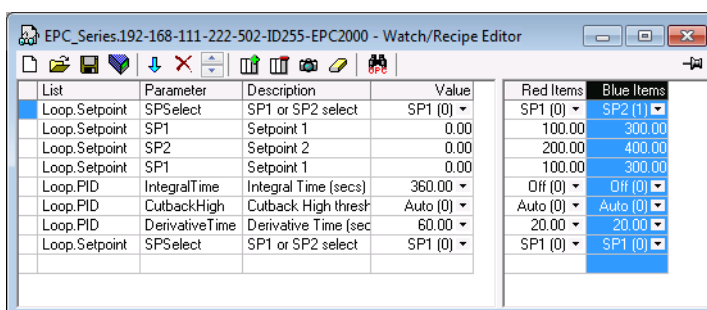 EPC_Series.192-168-111-222-502-ID255-EPC2000 - Watch/Recipe Editor
OPC
List Parameter Description Value Red Items Blue Items
Loop.Setpoint SPSelect SP1 or SP2 select SP1 (0) SP1 (0) SP2 (1)
Loop.Setpoint SP1 Setpoint 1 0.00 100.00 300.00
Loop.Setpoint SP2 Setpoint 2 0.00 200.00 400.00
Loop.Setpoint SP1 Setpoint 1 0.00 100.00 300.00
Loop.PID IntegralTime Integral Time (secs) 360.00 Off (0) Off (0)
Loop.PID CutbackHigh Cutback High thresh Auto (0) Auto (0) Auto (0)
Loop.PID DerivativeTime Derivative Time (sec 60.00 20.00 20.00
Loop.Setpoint SPSelect SP1 or SP2 select SP1 (0) SP1 (0) SP1 (0)